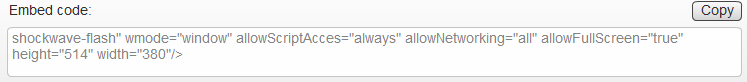 Embed code:
Copy
shockwave-flash" wmode="window" allowScriptAcces="always" allowNetworking="all" allowFullScreen="true"
height="514" width="380"/>